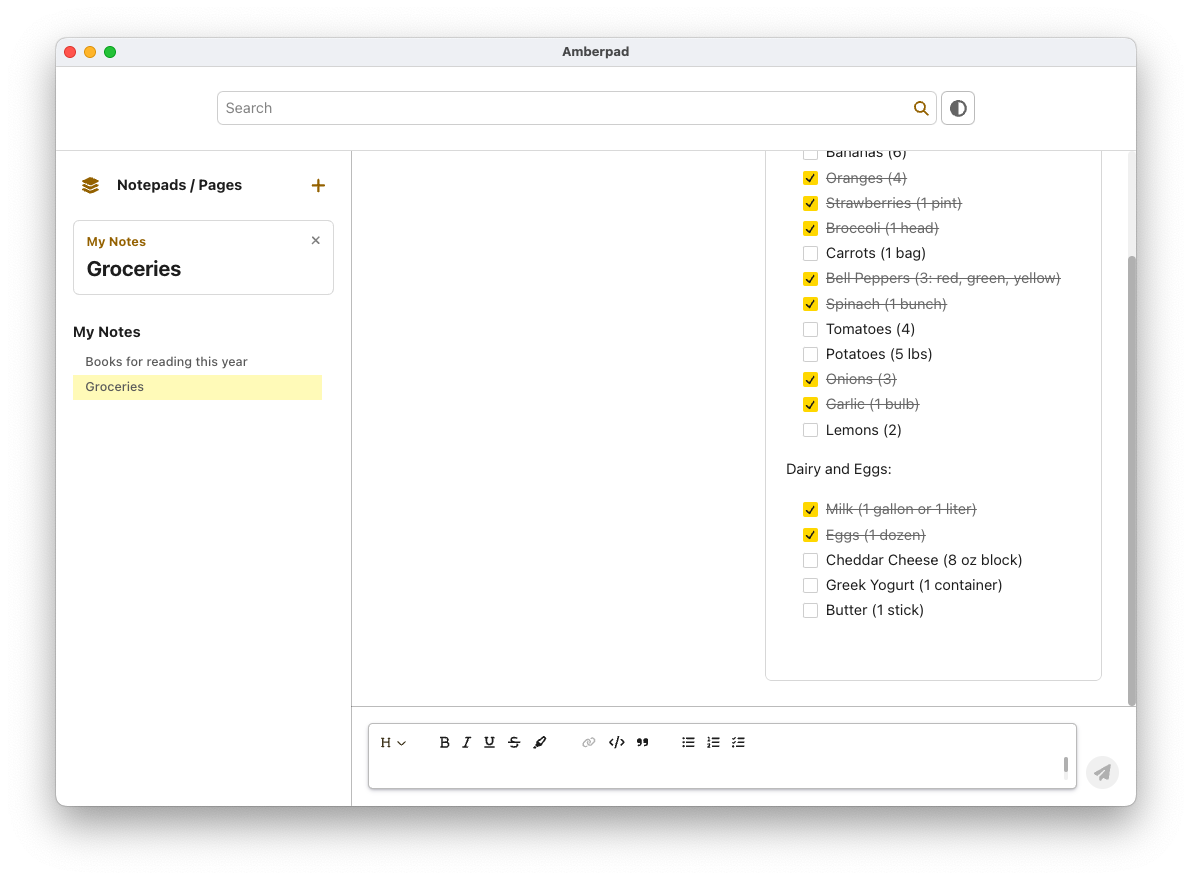 Amberpad
Search
Notepads / Pages
My Notes
Groceries
My Notes
Books for reading this year
Groceries
Bananas (6)
Oranges (4)
Strawberries (1 pint)
Broccoli (1 head)
Carrots (1 bag)
Bell Peppers (3: red, green, yellow)
Spinach (1 bunch)
Tomatoes (4)
Potatoes (5 lbs)
Onions (3)
Garlic (1 bulb)
Lemons (2)
Dairy and Eggs:
Milk (1 gallon or 1 liter)
Eggs (1 dozen)
Cheddar Cheese (8 oz block)
Greek Yogurt (1 container)
Butter (1 stick)
H B I U S